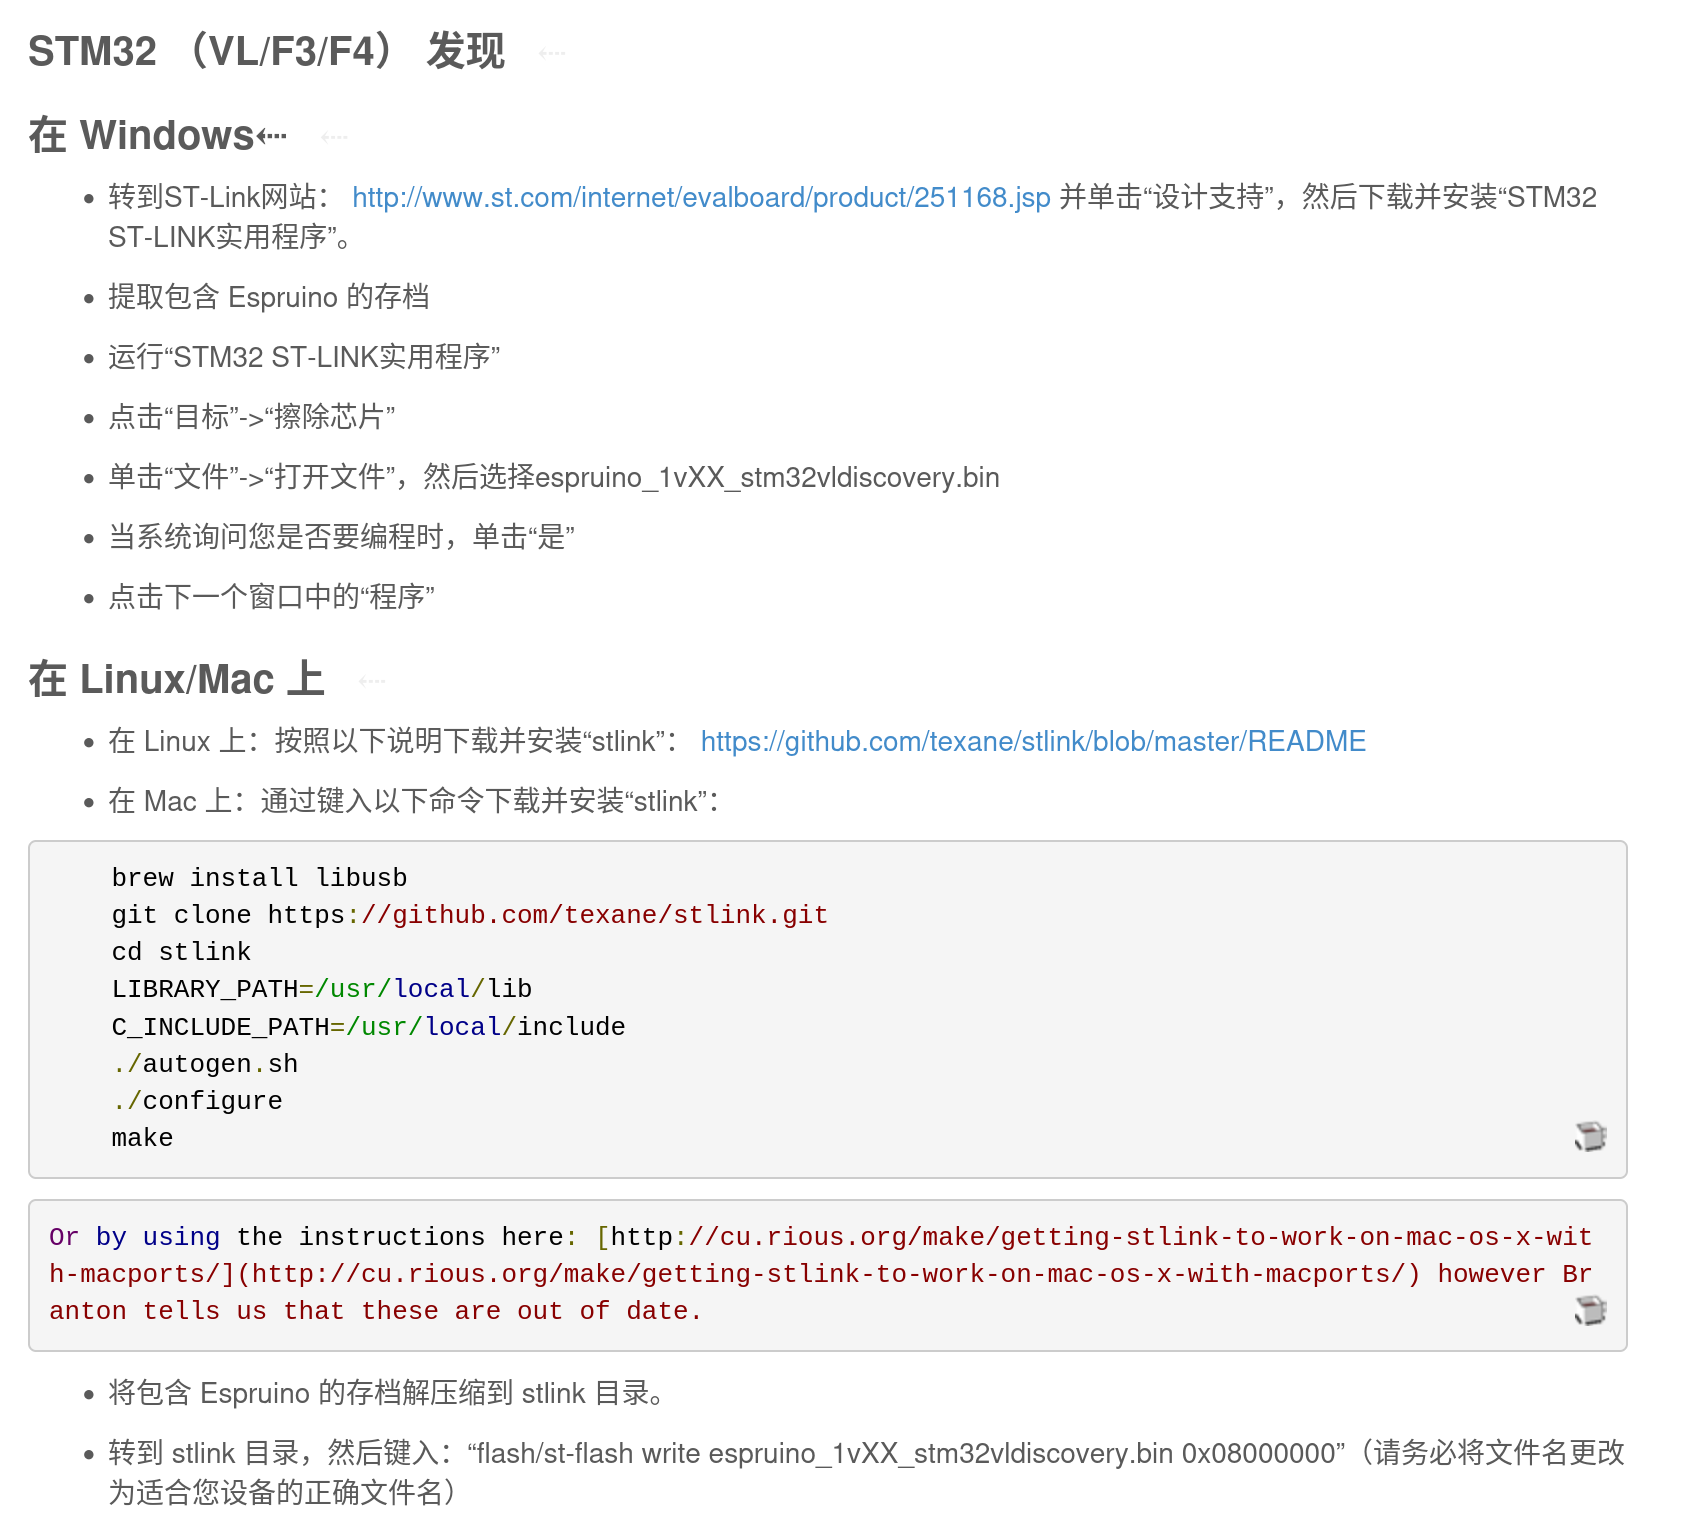 STM32 （VL/F3/F4） 发现 ⇠
在 Windows⇠ ⇠
• 转到ST-Link网站： http://www.st.com/internet/evalboard/product/251168.jsp 并单击“设计支持”，然后下载并安装“STM32
ST-LINK实用程序”。
• 提取包含 Espruino 的存档
• 运行“STM32 ST-LINK实用程序”
• 点击“目标”->“擦除芯片”
• 单击“文件”->“打开文件”，然后选择espruino_1vXX_stm32vldiscovery.bin
• 当系统询问您是否要编程时，单击“是”
• 点击下一个窗口中的“程序”
在 Linux/Mac 上 ⇠
• 在 Linux 上：按照以下说明下载并安装“stlink”： https://github.com/texane/stlink/blob/master/README
• 在 Mac 上：通过键入以下命令下载并安装“stlink”：
brew install libusb
git clone https://github.com/texane/stlink.git
cd stlink
LIBRARY_PATH=/usr/local/lib
C_INCLUDE_PATH=/usr/local/include
./autogen.sh
./configure
make
Or by using the instructions here: [http://cu.rious.org/make/getting-stlink-to-work-on-mac-os-x-wit
h-macports/](http://cu.rious.org/make/getting-stlink-to-work-on-mac-os-x-with-macports/) however Br
anton tells us that these are out of date.
• 将包含 Espruino 的存档解压缩到 stlink 目录。
• 转到 stlink 目录，然后键入：“flash/st-flash write espruino_1vXX_stm32vldiscovery.bin 0x08000000”（请务必将文件名更改
为适合您设备的正确文件名）